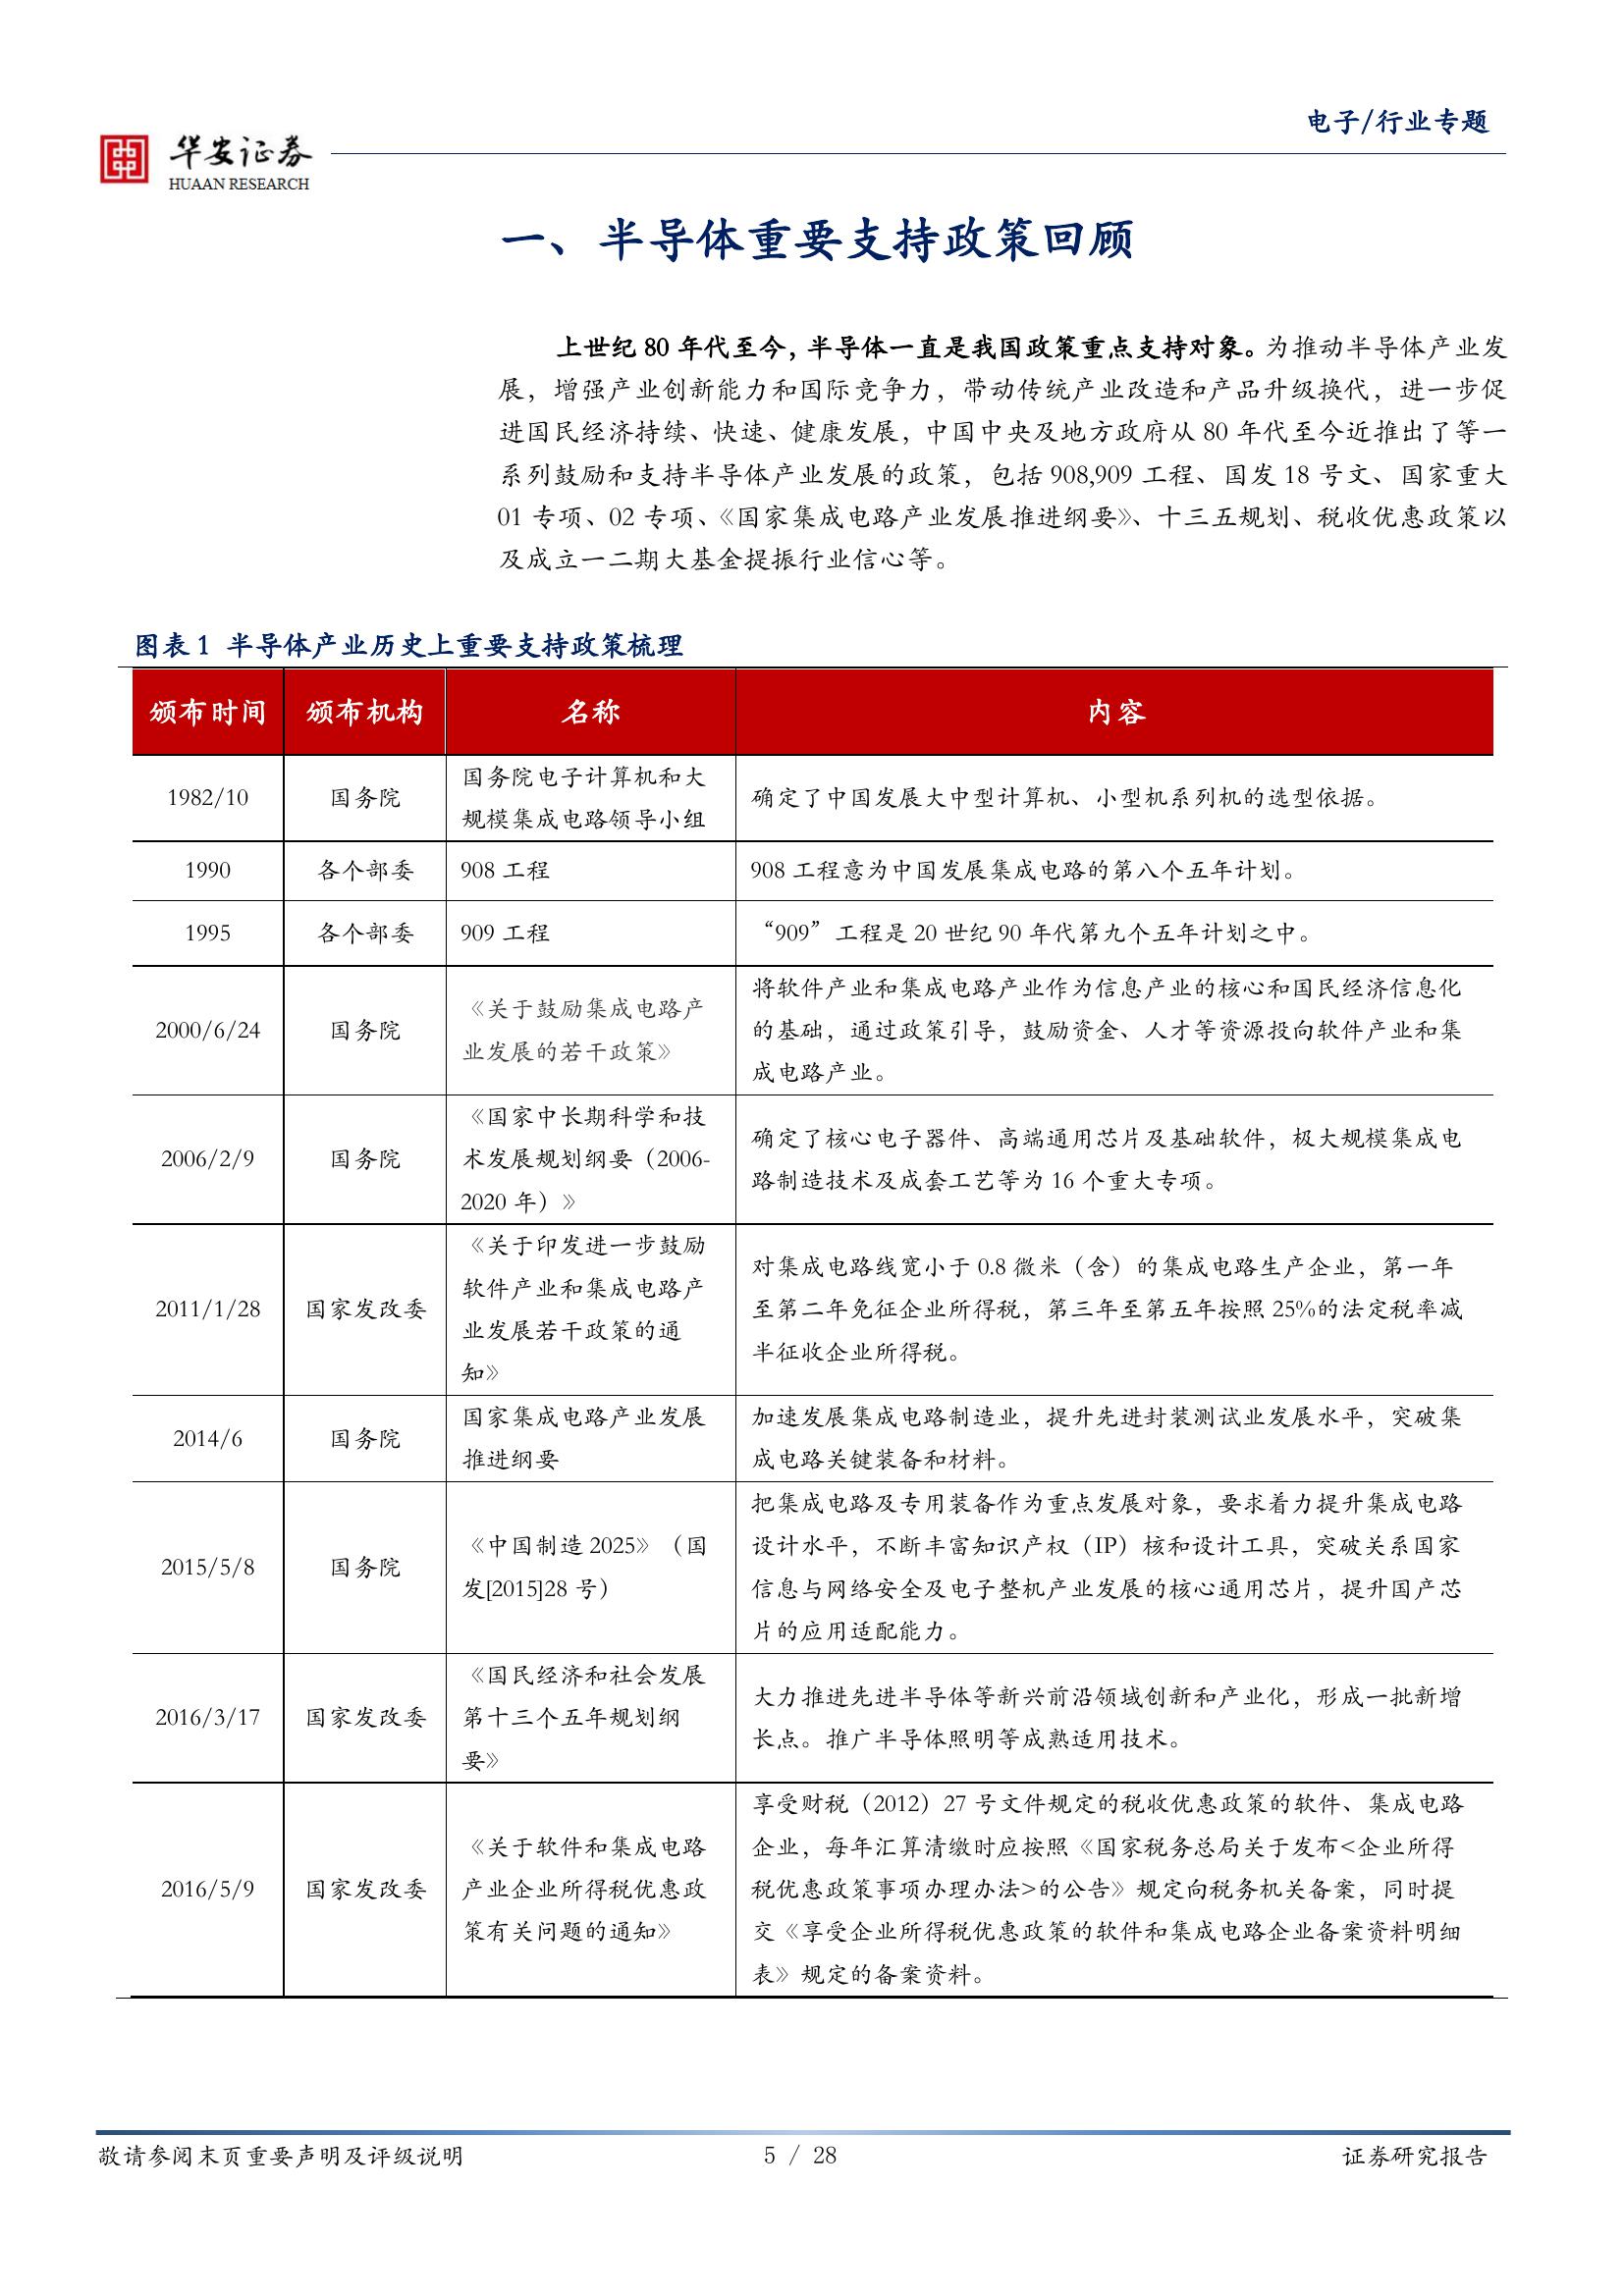 电子/行业专题
华安证券
HUAAN RESEARCH
一、半导体重要支持政策回顾
上世纪 80 年代至今，半导体一直是我国政策重点支持对象。为推动半导体产业发
展，增强产业创新能力和国际竞争力，带动传统产业改造和产品升级换代，进一步促
进国民经济持续、快速、健康发展，中国中央及地方政府从 80 年代至今近推出了等一
系列鼓励和支持半导体产业发展的政策，包括 908,909 工程、国发 18 号文、国家重大
01 专项、02 专项、《国家集成电路产业发展推进纲要》、十三五规划、税收优惠政策以
及成立一二期大基金提振行业信心等。
图表 1 半导体产业历史上重要支持政策梳理
颁布时间 颁布机构 名称 内容
1982/10 国务院
国务院电子计算机和大
规模集成电路领导小组
确定了中国发展大中型计算机、小型机系列机的选型依据。
1990 各个部委 908 工程 908 工程意为中国发展集成电路的第八个五年计划。
1995 各个部委 909 工程 “909”工程是 20 世纪 90 年代第九个五年计划之中。
2000/6/24 国务院
《关于鼓励集成电路产
业发展的若干政策》
将软件产业和集成电路产业作为信息产业的核心和国民经济信息化
的基础，通过政策引导，鼓励资金、人才等资源投向软件产业和集
成电路产业。
2006/2/9 国务院
《国家中长期科学和技
术发展规划纲要（2006-
2020 年）》
确定了核心电子器件、高端通用芯片及基础软件，极大规模集成电
路制造技术及成套工艺等为 16 个重大专项。
2011/1/28 国家发改委
《关于印发进一步鼓励
软件产业和集成电路产
业发展若干政策的通
知》
对集成电路线宽小于 0.8 微米（含）的集成电路生产企业，第一年
至第二年免征企业所得税，第三年至第五年按照 25%的法定税率减
半征收企业所得税。
2014/6 国务院
国家集成电路产业发展
推进纲要
加速发展集成电路制造业，提升先进封装测试业发展水平，突破集
成电路关键装备和材料。
2015/5/8 国务院
《中国制造 2025》（国
发[2015]28 号）
把集成电路及专用装备作为重点发展对象，要求着力提升集成电路
设计水平，不断丰富知识产权（IP）核和设计工具，突破关系国家
信息与网络安全及电子整机产业发展的核心通用芯片，提升国产芯
片的应用适配能力。
2016/3/17 国家发改委
《国民经济和社会发展
第十三个五年规划纲
要》
大力推进先进半导体等新兴前沿领域创新和产业化，形成一批新增
长点。推广半导体照明等成熟适用技术。
2016/5/9 国家发改委
《关于软件和集成电路
产业企业所得税优惠政
策有关问题的通知》
享受财税（2012）27 号文件规定的税收优惠政策的软件、集成电路
企业，每年汇算清缴时应按照《国家税务总局关于发布<企业所得
税优惠政策事项办理办法>的公告》规定向税务机关备案，同时提
交《享受企业所得税优惠政策的软件和集成电路企业备案资料明细
表》规定的备案资料。
敬请参阅末页重要声明及评级说明 5 / 28 证券研究报告